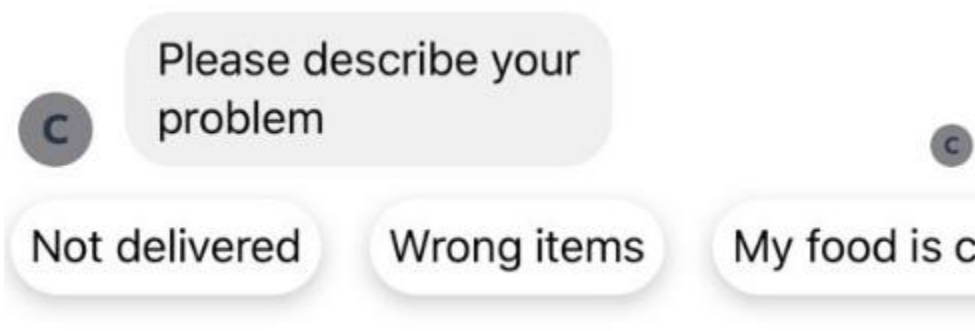 Please describe your
problem
C
C
Not delivered Wrong items My food is c